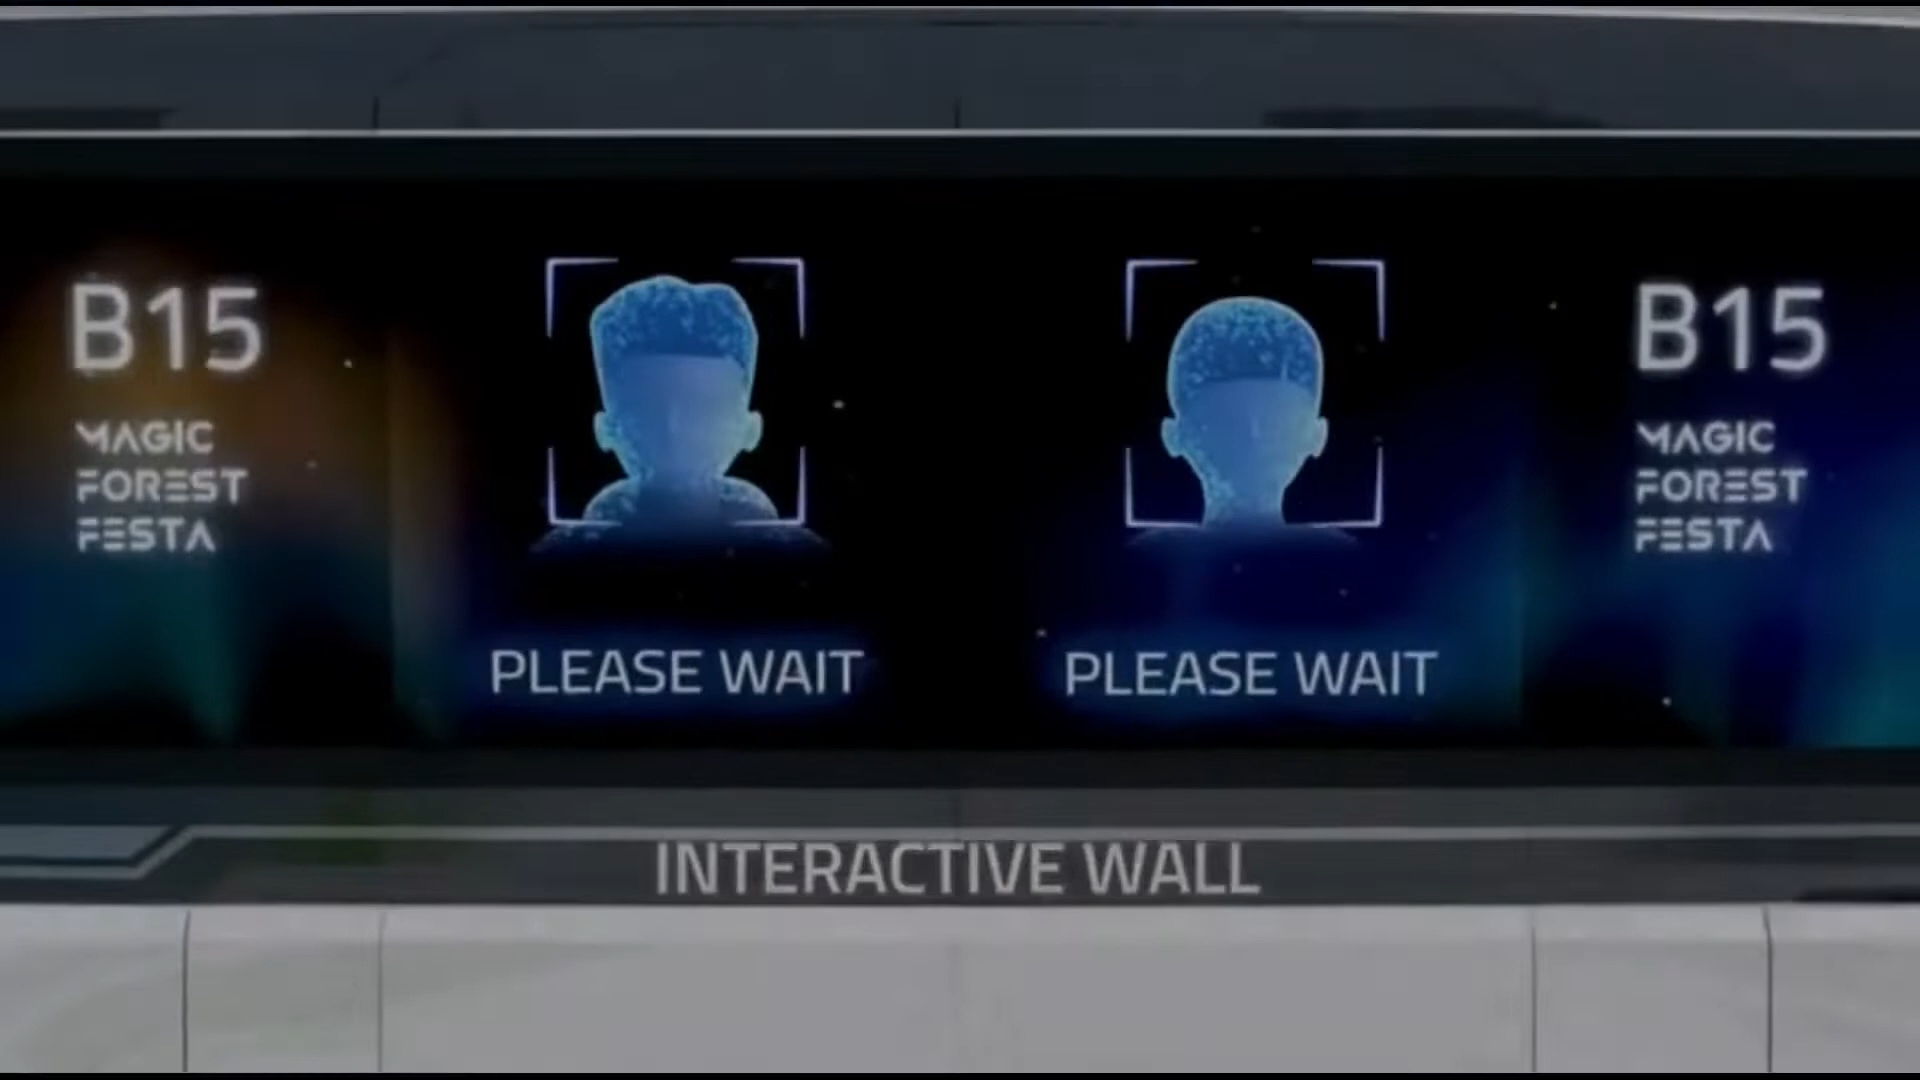 B15
MAGIC
FOREST
FESTA
PLEASE WAIT
PLEASE WAIT
B15
MAGIC
FOREST
FESTA
INTERACTIVE WALL